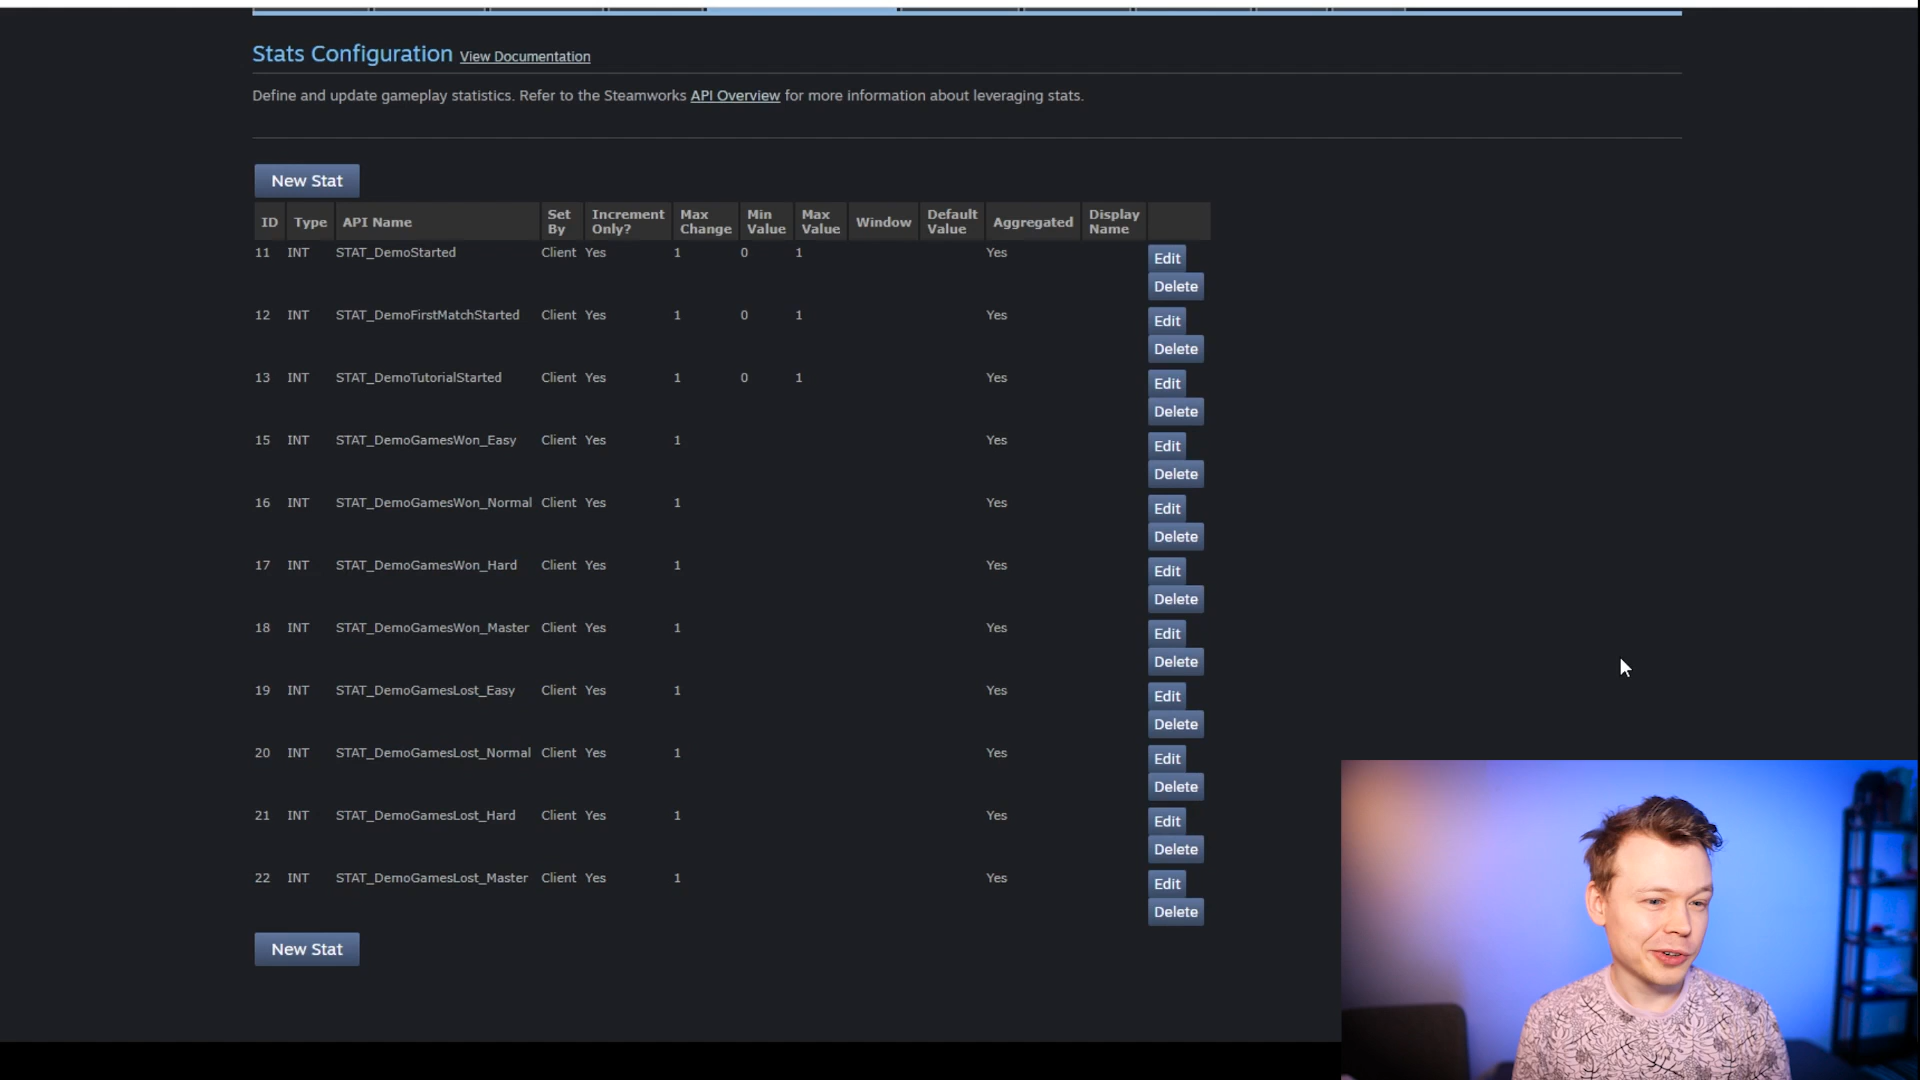 Stats Configuration View Documentation
Define and update gameplay statistics. Refer to the Steamworks API Overview for more information about leveraging stats.
New Stat
ID Type API Name Set By Increment Only? Max Change Min Value Max Value Window Default Value Aggregated Display Name
11 INT STAT_DemoStarted Client Yes 1 0 1 Yes Edit
Delete
12 INT STAT_DemoFirstMatchStarted Client Yes 1 0 1 Yes Edit
Delete
13 INT STAT_DemoTutorialStarted Client Yes 1 0 1 Yes Edit
Delete
15 INT STAT_DemoGamesWon_Easy Client Yes 1 Yes Edit
Delete
16 INT STAT_DemoGamesWon_Normal Client Yes 1 Yes Edit
Delete
17 INT STAT_DemoGamesWon_Hard Client Yes 1 Yes Edit
Delete
18 INT STAT_DemoGamesWon_Master Client Yes 1 Yes Edit
Delete
19 INT STAT_DemoGamesLost_Easy Client Yes 1 Yes Edit
Delete
20 INT STAT_DemoGamesLost_Normal Client Yes 1 Yes Edit
Delete
21 INT STAT_DemoGamesLost_Hard Client Yes 1 Yes Edit
Delete
22 INT STAT_DemoGamesLost_Master Client Yes 1 Yes Edit
Delete
New Stat